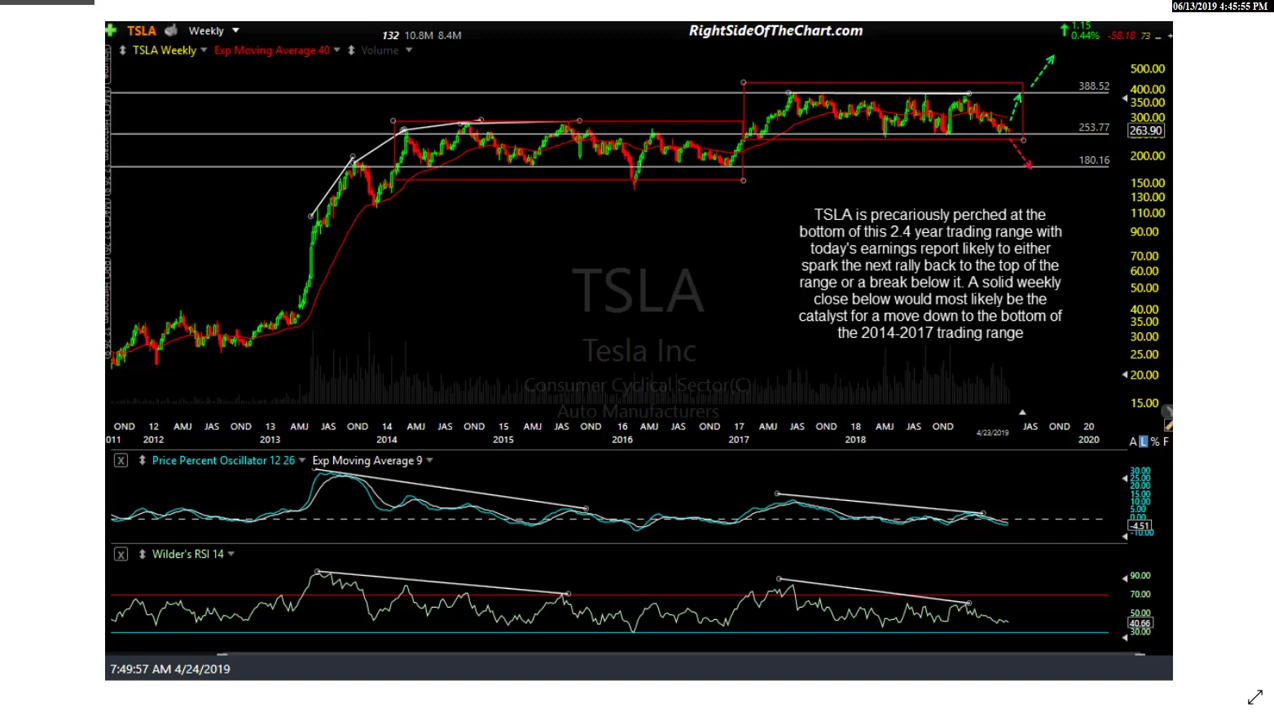 06/13/2019 4:45:55 PM
TSLA Weekly
132 10.8M 8.4M
RightSideOfTheChart.com
1.15
0.44% -58.18 73
TSLA Weekly Exp Moving Average 40 Volume
500.00
388.52 400.00
350.00
300.00
253.77 263.90
200.00
180.16
150.00
130.00
110.00
90.00
70.00
60.00
50.00
40.00
35.00
30.00
25.00
20.00
15.00
TSLA is precariously perched at the
bottom of this 2.4 year trading range with
today's earnings report likely to either
spark the next rally back to the top of the
range or a break below it. A solid weekly
close below would most likely be the
catalyst for a move down to the bottom of
the 2014-2017 trading range
TSLA
Tesla Inc
Consumer Cyclical Sector(C)
Auto Manufacturers
OND 12 AMJ JAS OND 13 AMJ JAS OND 14 AMJ JAS OND 15 AMJ JAS OND 16 AMJ JAS OND 17 AMJ JAS OND 18 AMJ JAS OND 4/23/2019 JAS OND 20
011 2012 2013 2014 2015 2016 2017 2018 2020
A L % F
X Price Percent Oscillator 12 26 Exp Moving Average 9
30.00
25.00
20.00
15.00
10.00
5.00
0.00
-4.51
-10.00
X Wilder's RSI 14
90.00
70.00
50.00
40.66
30.00
7:49:57 AM 4/24/2019